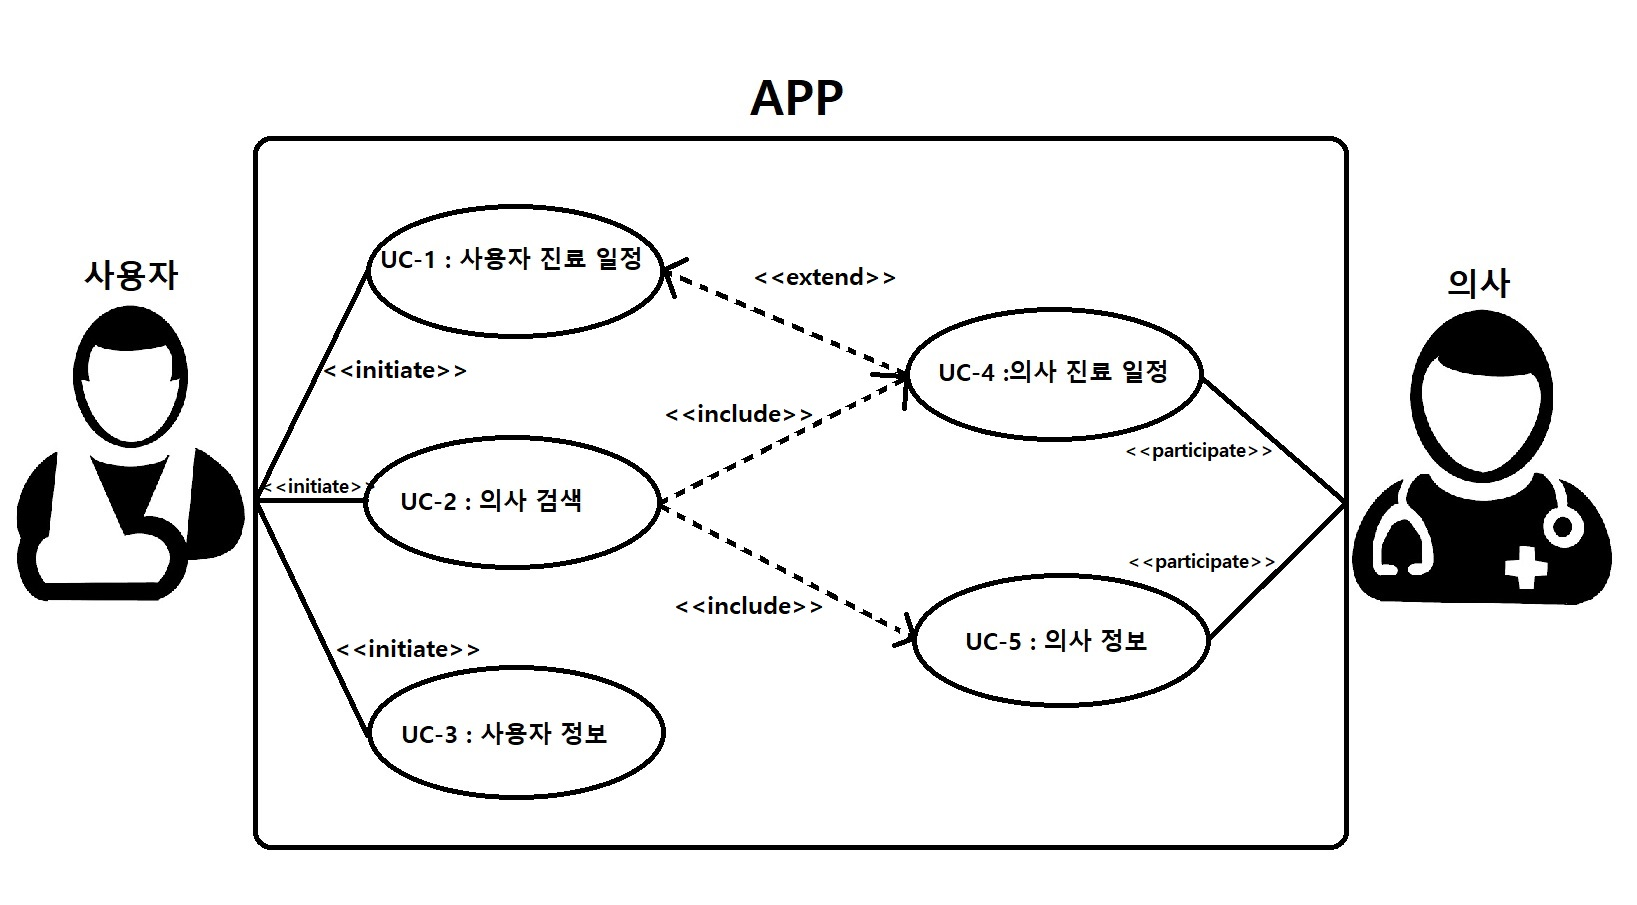 APP
사용자
의사
UC-1 : 사용자 진료 일정
<<extend>>
<<initiate>>
UC-4 :의사 진료 일정
<<include>>
<<participate>>
<<initiate>>
UC-2 : 의사 검색
<<participate>>
<<include>>
UC-5 : 의사 정보
<<initiate>>
UC-3 : 사용자 정보